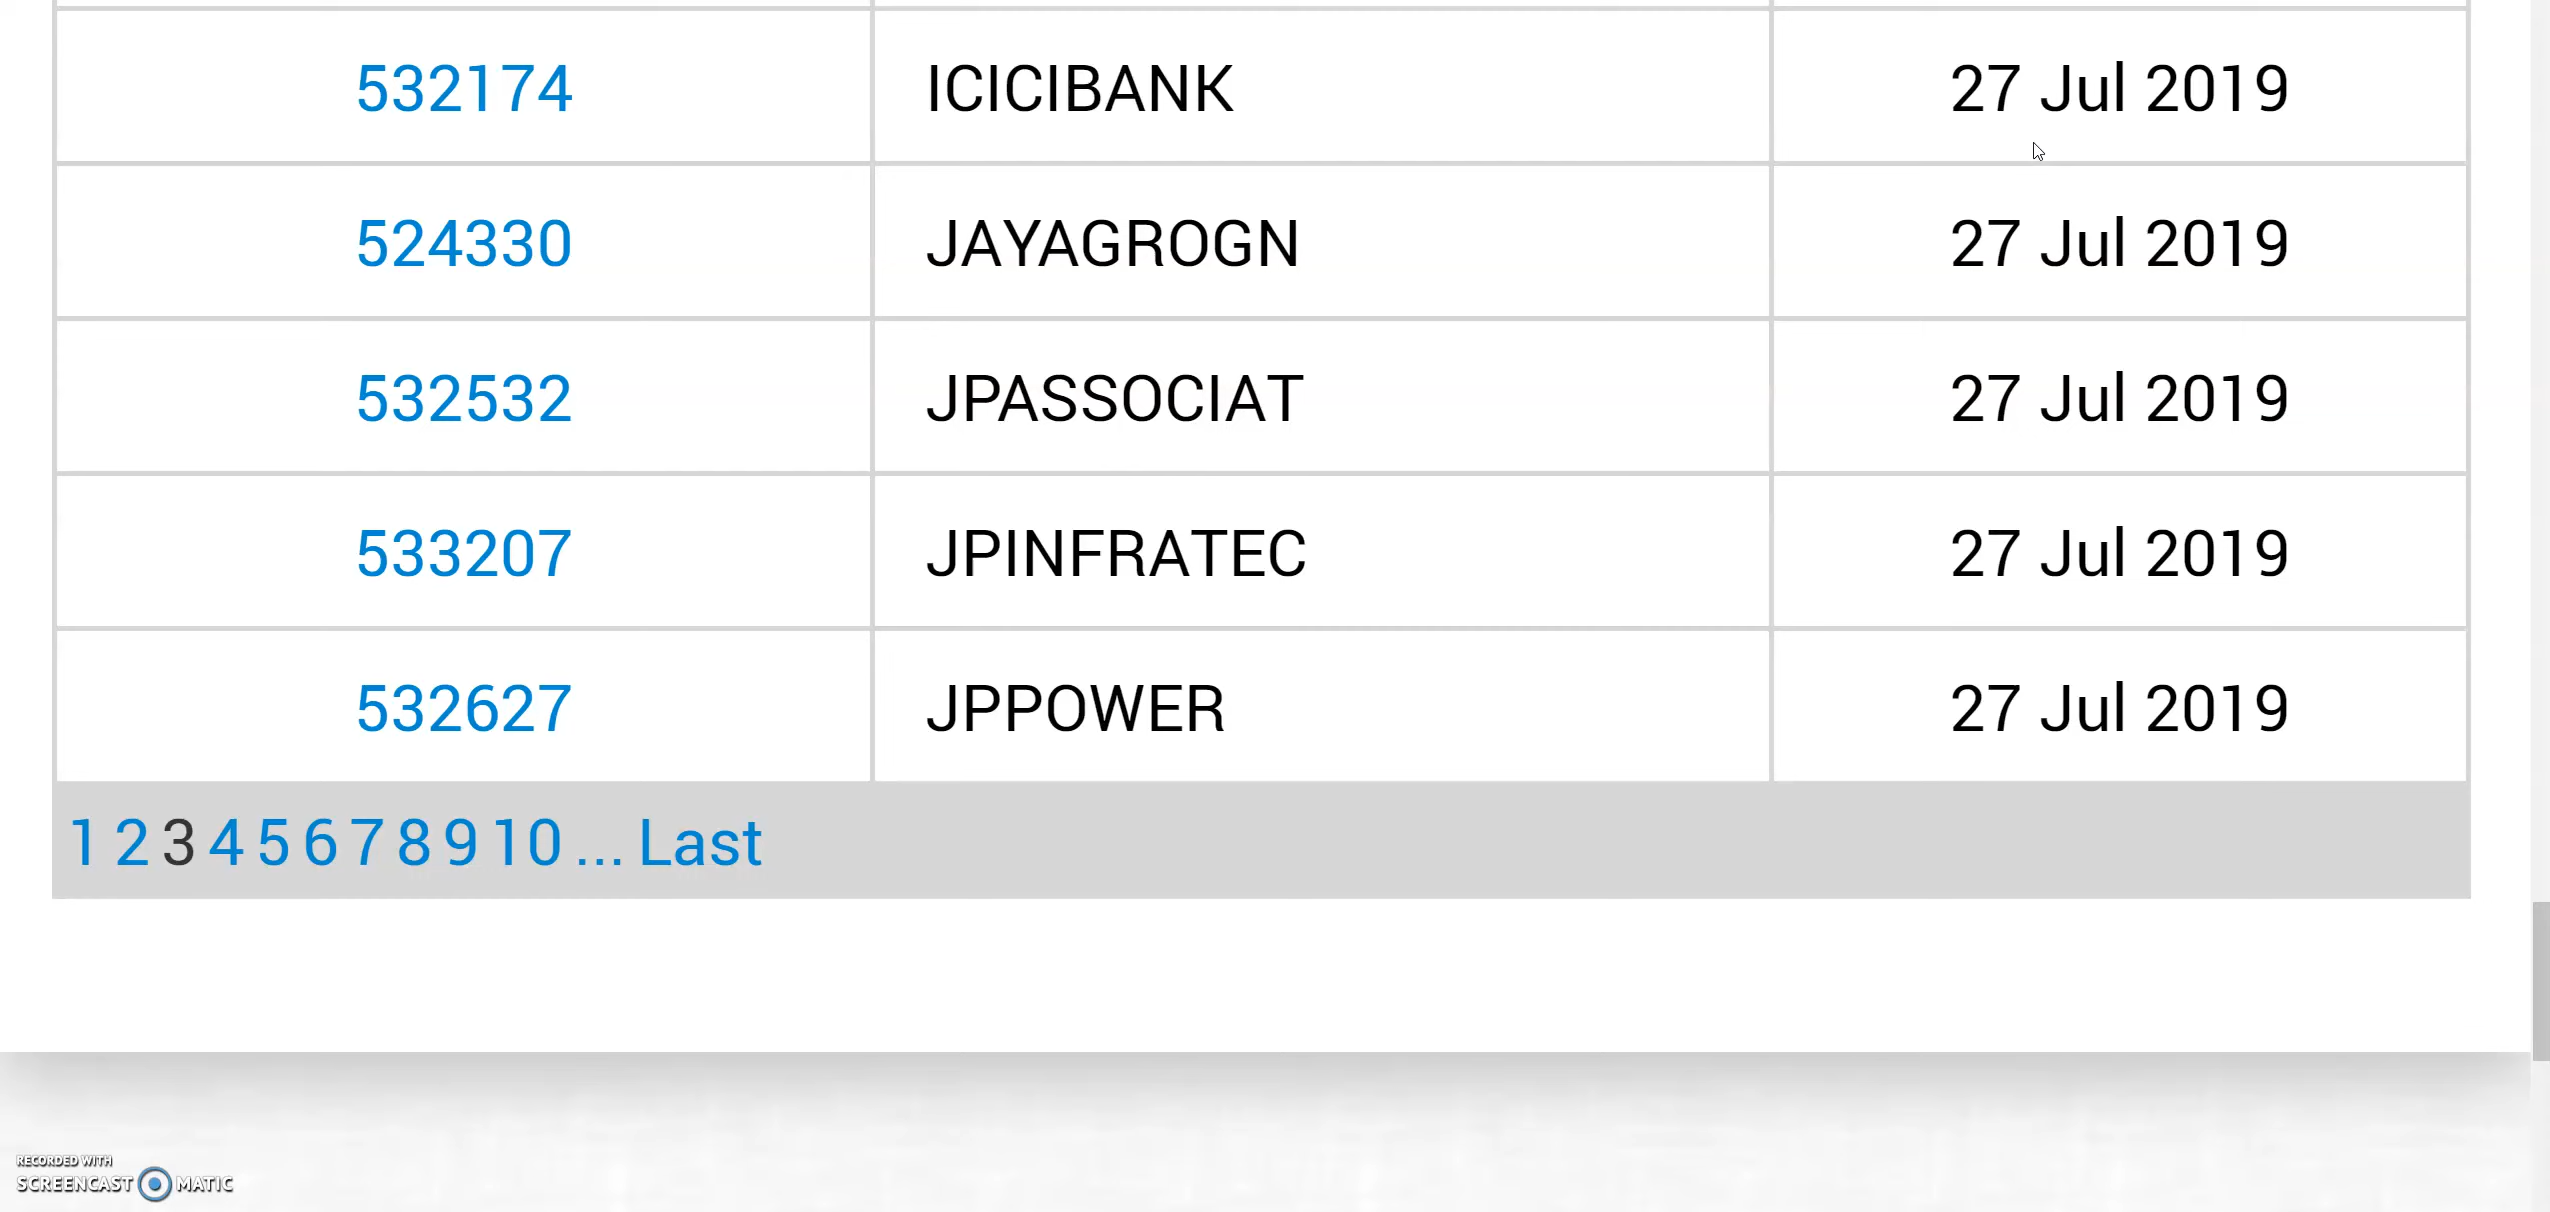 532174 ICICIBANK 27 Jul 2019
524330 JAYAGROGN 27 Jul 2019
532532 JPASSOCIAT 27 Jul 2019
533207 JPINFRATEC 27 Jul 2019
532627 JPPOWER 27 Jul 2019
1 2 3 4 5 6 7 8 9 10 ... Last
RECORDED WITH
SCREENCAST MATIC